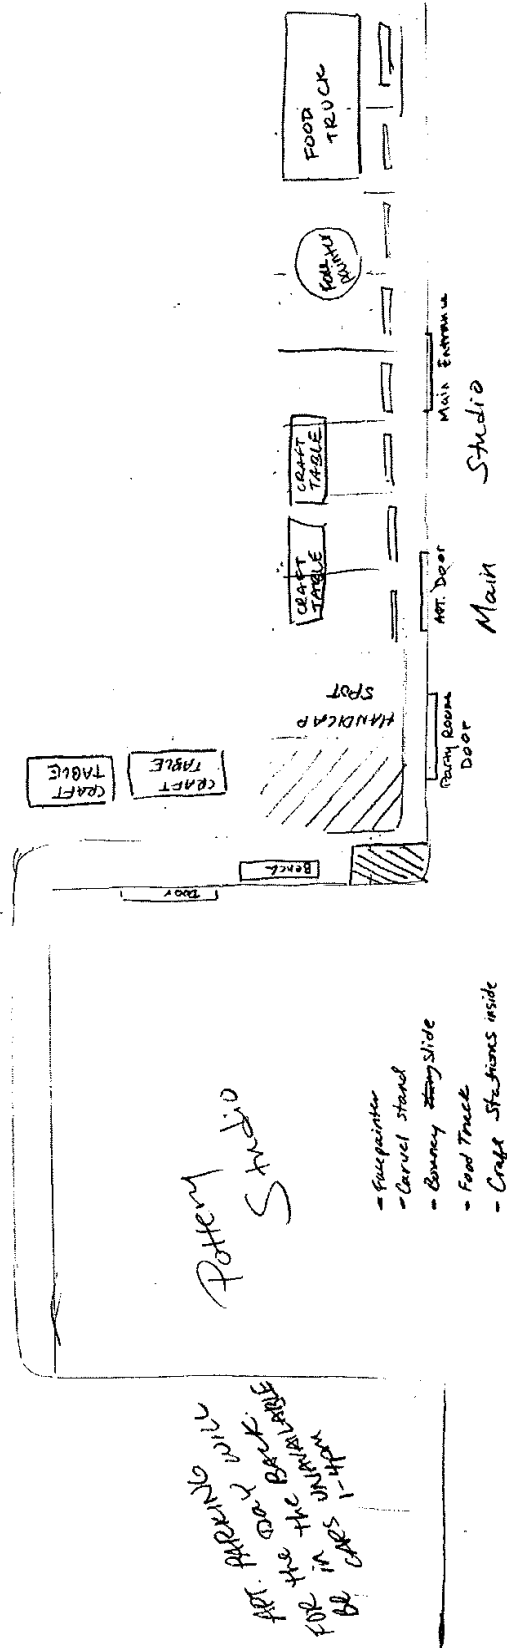 FOOD
TRUCK
Face
painter
CRAFT
TABLE
CRAFT
TABLE
Main Entrance
Apt. Door
Main Studio
HANDICAP
SPOT
Party Room
Door
CRAFT
TABLE
CRAFT
TABLE
Bench
Door
Pottery
Studio
- Facepainter
- Carvel stand
- Bouncy slide
- Food Truck
- Craft Stations inside
APT. PARKING WILL
FOR the Day
in the BACK.
BE UNAVAILABLE
CARS 1-4PM